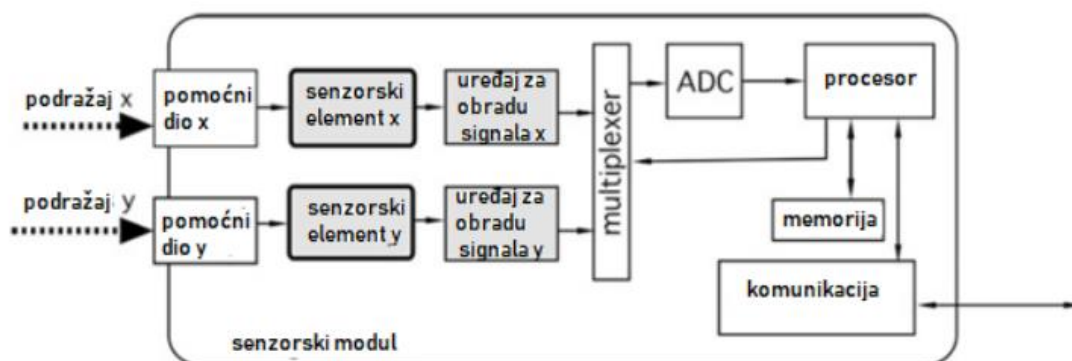 podražaj x
pomoćni
dio x
senzorski
element x
uređaj za
obradu
signala x
multiplexer
ADC
procesor
podražaj y
pomoćni
dio y
senzorski
element y
uređaj za
obradu
signala y
memorija
komunikacija
senzorski modul